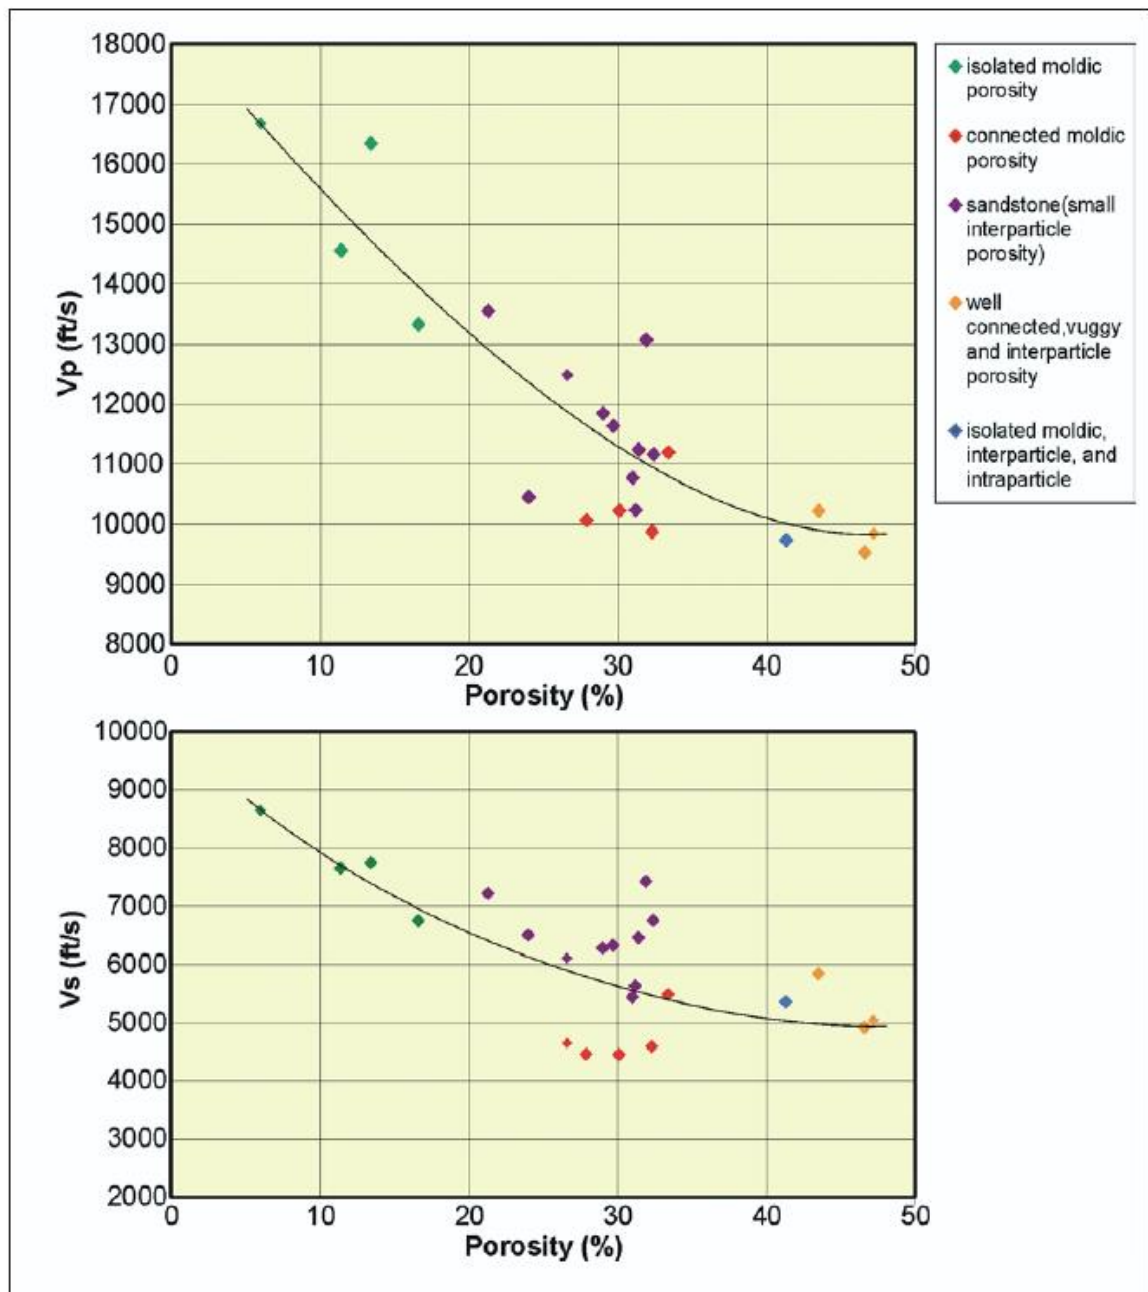 18000
17000
16000
15000
14000
13000
12000
11000
10000
9000
8000
Vp (ft/s)
0 10 20 30 40 50
Porosity (%)
isolated moldic
porosity
connected moldic
porosity
sandstone(small
interparticle
porosity)
well
connected,vuggy
and interparticle
porosity
isolated moldic,
interparticle, and
intraparticle
10000
9000
8000
7000
6000
5000
4000
3000
2000
Vs (ft/s)
0 10 20 30 40 50
Porosity (%)